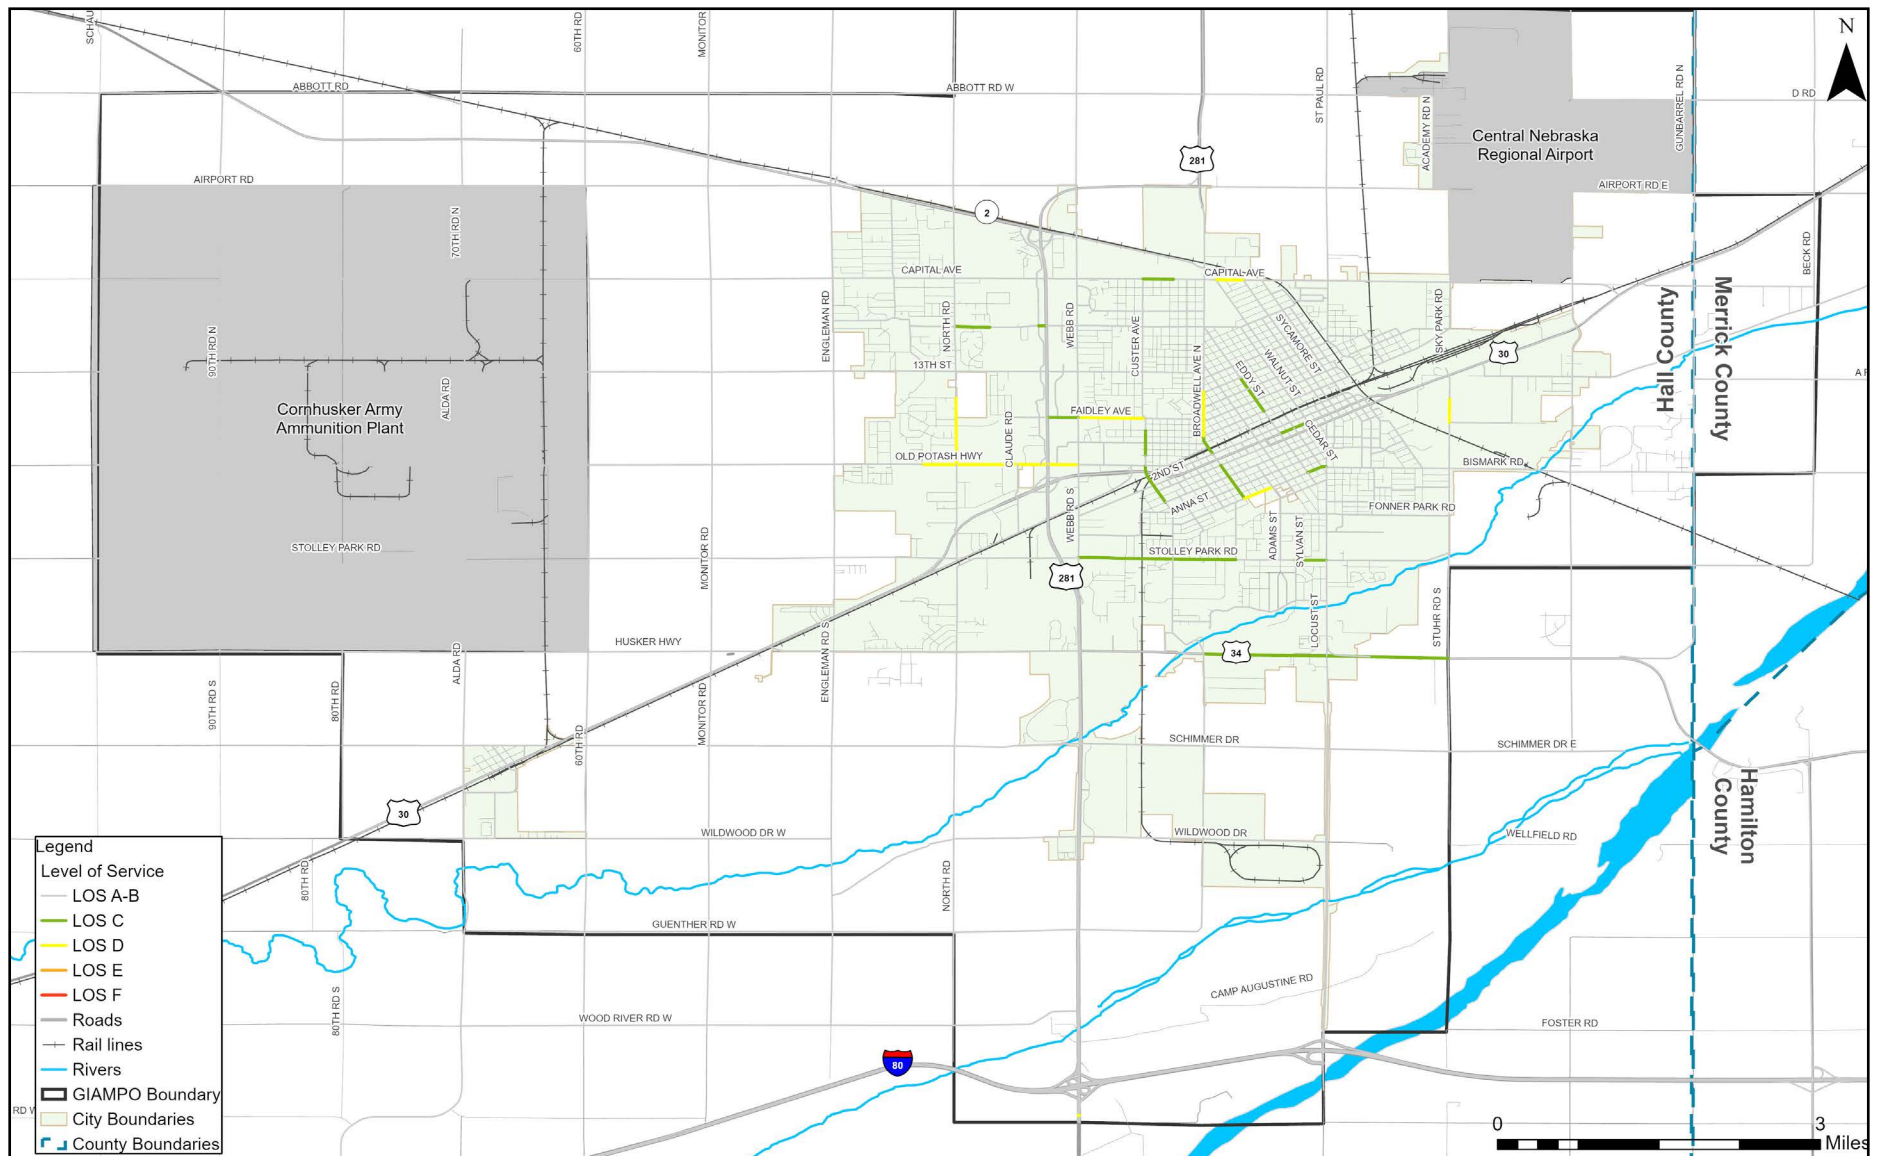 SCHAU
60TH RD
MONITOR
N
ABBOTT RD
ABBOTT RD W
ST PAUL RD
ACADEMY RD N
GUNBARREL RD N
D RD
Central Nebraska
Regional Airport
281
AIRPORT RD
AIRPORT RD E
2
70TH RD N
BECK RD
CAPITAL AVE
CAPITAL AVE
ENGLEMAN RD
NORTH RD
WEBB RD
CUSTER AVE
SYCAMORE ST
SKY PARK RD
Hall County
Merrick County
90TH RD N
13TH ST
BROADWELL AVE N
EDDY ST
WALNUT ST
30
ALDA RD
Cornhusker Army
Ammunition Plant
CLAUDE RD
FAIDLEY AVE
CEDAR ST
OLD POTASH HWY
2ND ST
BISMARK RD
ANNA ST
FONNER PARK RD
WEBB RD S
ADAMS ST
SYLVAN ST
STOLLEY PARK RD
STOLLEY PARK RD
MONITOR RD
281
LOCUST ST
STUHR RD S
HUSKER HWY
34
ALDA RD
ENGLEMAN RD S
90TH RD S
80TH RD
60TH RD
MONITOR RD
SCHIMMER DR
SCHIMMER DR E
Hamilton
County
30
WILDWOOD DR W
WILDWOOD DR
WELLFIELD RD
80TH RD
NORTH RD
GUENTHER RD W
CAMP AUGUSTINE RD
80TH RD S
WOOD RIVER RD W
FOSTER RD
80
RD W
Legend
Level of Service
LOS A-B
LOS C
LOS D
LOS E
LOS F
Roads
Rail lines
Rivers
GIAMPO Boundary
City Boundaries
County Boundaries
0 3
Miles